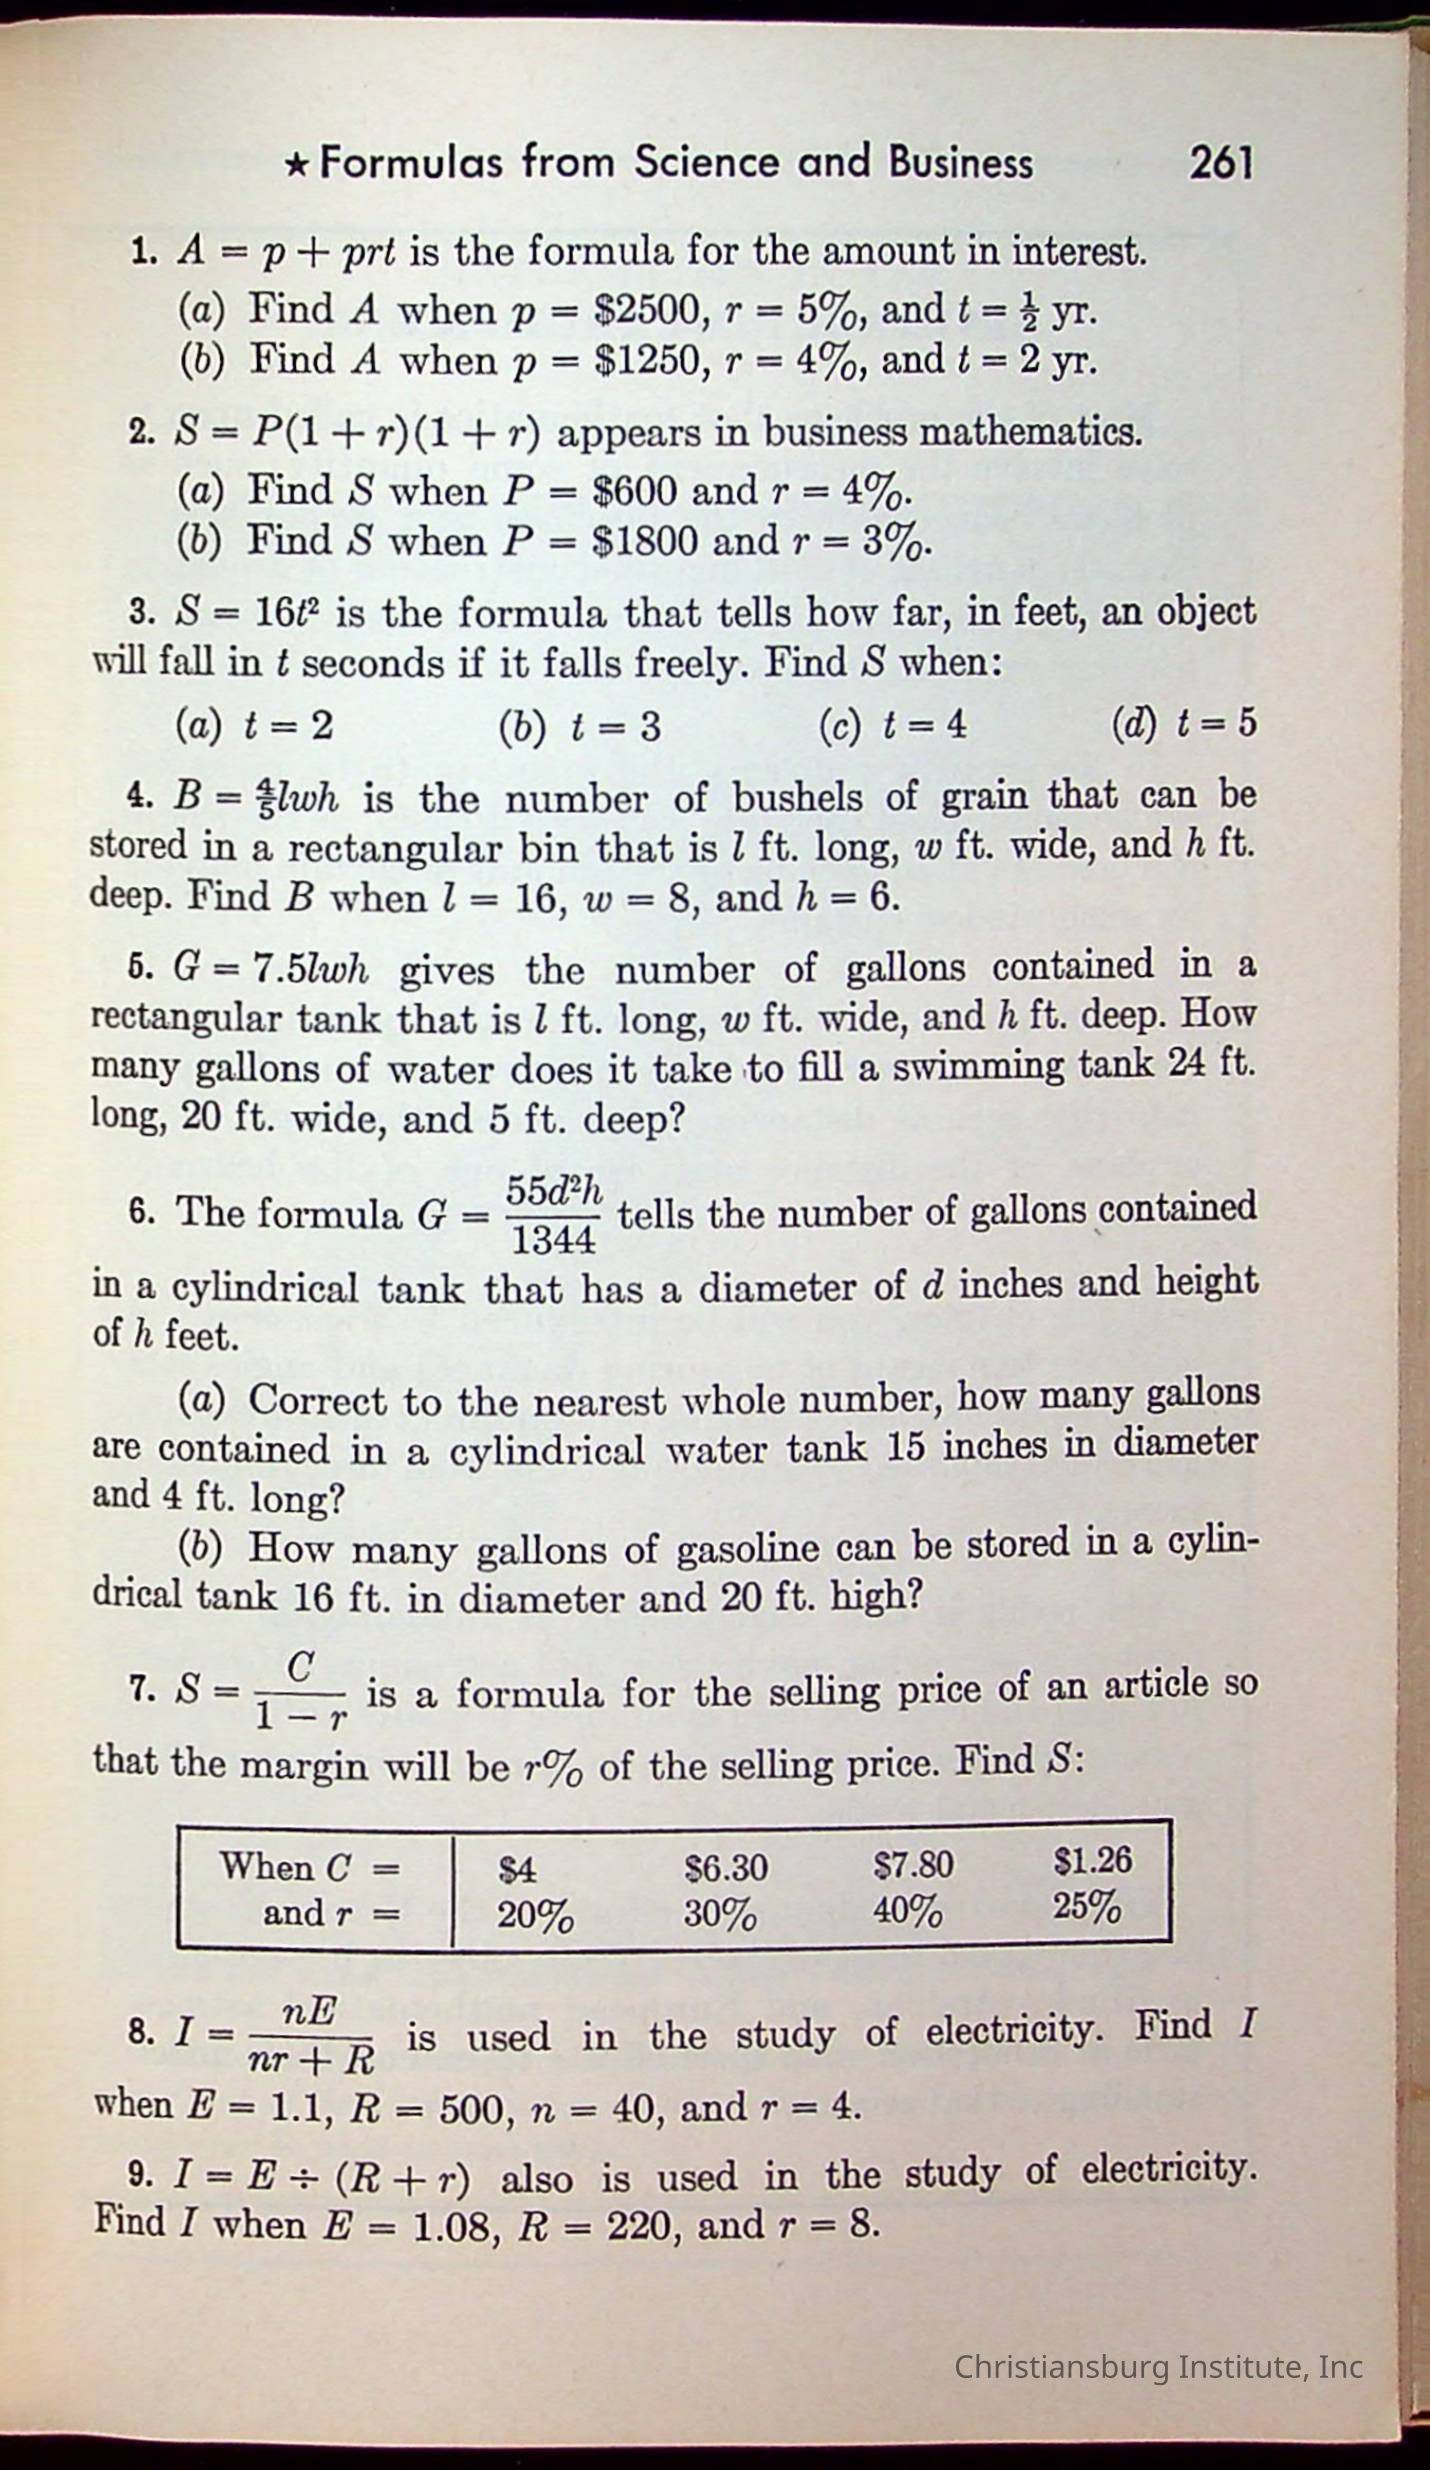 ★ Formulas from Science and Business 261
1. A = p + prt is the formula for the amount in interest.
(a) Find A when p = $2500, r = 5%, and t = ½ yr.
(b) Find A when p = $1250, r = 4%, and t = 2 yr.
2. S = P(1 + r)(1 + r) appears in business mathematics.
(a) Find S when P = $600 and r = 4%.
(b) Find S when P = $1800 and r = 3%.
3. S = 16t² is the formula that tells how far, in feet, an object
will fall in t seconds if it falls freely. Find S when:
(a) t = 2 (b) t = 3 (c) t = 4 (d) t = 5
4. B = ⅘lwh is the number of bushels of grain that can be
stored in a rectangular bin that is l ft. long, w ft. wide, and h ft.
deep. Find B when l = 16, w = 8, and h = 6.
5. G = 7.5lwh gives the number of gallons contained in a
rectangular tank that is l ft. long, w ft. wide, and h ft. deep. How
many gallons of water does it take to fill a swimming tank 24 ft.
long, 20 ft. wide, and 5 ft. deep?
6. The formula G = 55d²h/1344 tells the number of gallons contained
in a cylindrical tank that has a diameter of d inches and height
of h feet.
(a) Correct to the nearest whole number, how many gallons
are contained in a cylindrical water tank 15 inches in diameter
and 4 ft. long?
(b) How many gallons of gasoline can be stored in a cylin-
drical tank 16 ft. in diameter and 20 ft. high?
7. S = C/(1 − r) is a formula for the selling price of an article so
that the margin will be r% of the selling price. Find S:
When C = $4 $6.30 $7.80 $1.26
and r = 20% 30% 40% 25%
8. I = nE/(nr + R) is used in the study of electricity. Find I
when E = 1.1, R = 500, n = 40, and r = 4.
9. I = E ÷ (R + r) also is used in the study of electricity.
Find I when E = 1.08, R = 220, and r = 8.
Christiansburg Institute, Inc